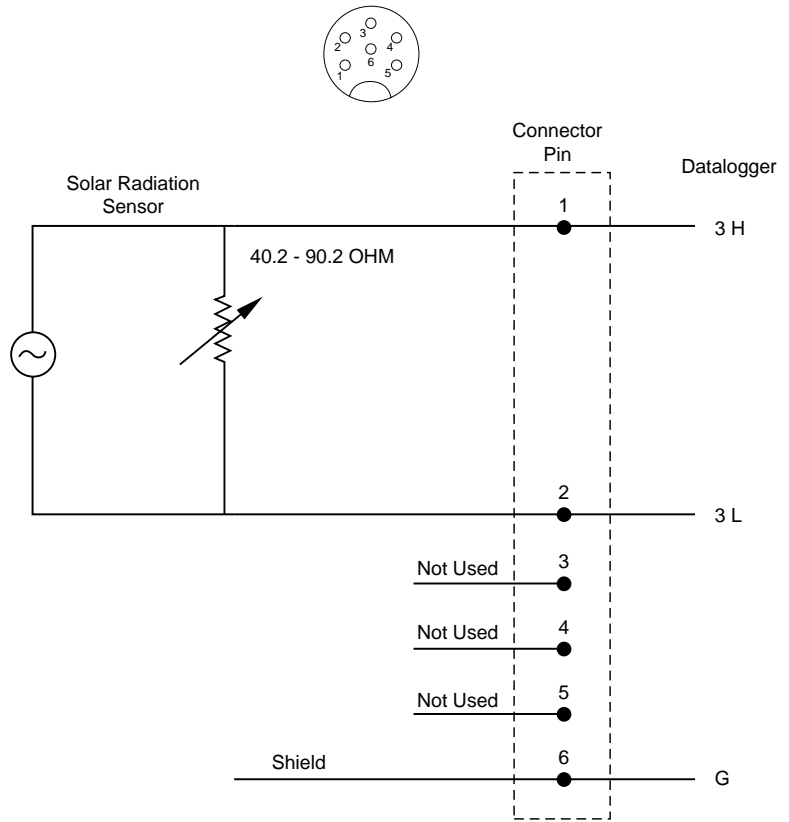 3
2
4
6
1
5
Connector
Pin
Datalogger
Solar Radiation
Sensor
1
3 H
40.2 - 90.2 OHM
2
3 L
Not Used
3
Not Used
4
Not Used
5
Shield
6
G